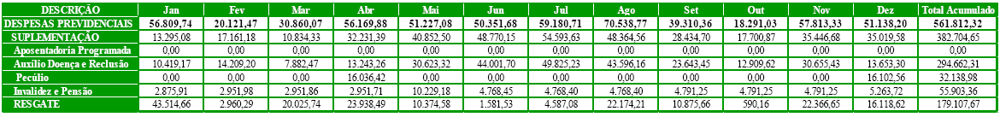 DESCRIÇÃO Jan Fev Mar Abr Mai Jun Jul Ago Set Out Nov Dez Total Acumulado
DESPESAS PREVIDENCIAIS 56.809,74 20.121,47 30.860,07 56.169,88 51.227,08 50.351,68 59.180,71 70.538,77 39.310,36 18.291,03 57.813,33 51.138,20 561.812,32
SUPLEMENTAÇÃO 13.295,08 17.161,18 10.834,33 32.231,39 40.852,50 48.770,15 54.593,63 48.364,56 28.434,70 17.700,87 35.446,68 35.019,58 382.704,65
Aposentadoria Programada 0,00 0,00 0,00 0,00 0,00 0,00 0,00 0,00 0,00 0,00 0,00 0,00 0,00
Auxílio Doença e Reclusão 10.419,17 14.209,20 7.882,47 13.243,26 30.623,32 44.001,70 49.825,23 43.596,16 23.643,45 12.909,62 30.655,43 13.653,30 294.662,31
Pecúlio 0,00 0,00 0,00 16.036,42 0,00 0,00 0,00 0,00 0,00 0,00 0,00 16.102,56 32.138,98
Invalidez e Pensão 2.875,91 2.951,98 2.951,86 2.951,71 10.229,18 4.768,45 4.768,40 4.768,40 4.791,25 4.791,25 4.791,25 5.263,72 55.903,36
RESGATE 43.514,66 2.960,29 20.025,74 23.938,49 10.374,58 1.581,53 4.587,08 22.174,21 10.875,66 590,16 22.366,65 16.118,62 179.107,67